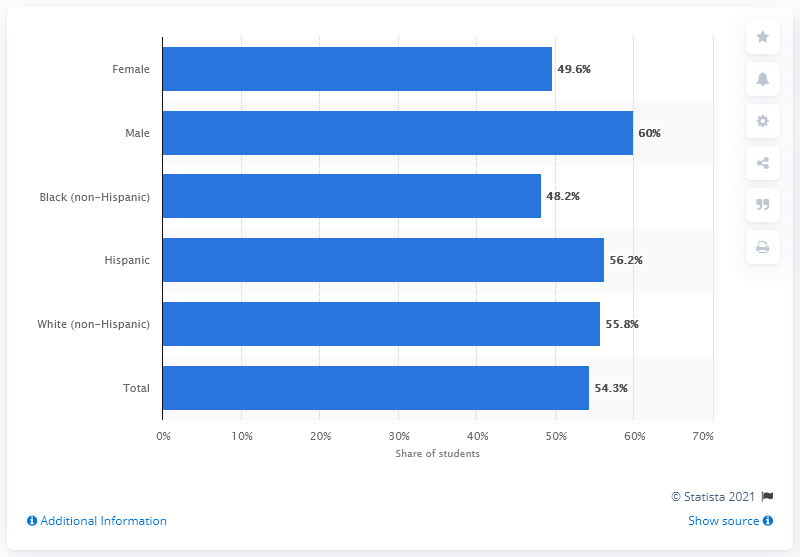 Female 49.6%
Male 60%
Black (non-Hispanic) 48.2%
Hispanic 56.2%
White (non-Hispanic) 55.8%
Total 54.3%
0% 10% 20% 30% 40% 50% 60% 70%
Share of students
© Statista 2021
Additional Information Show source